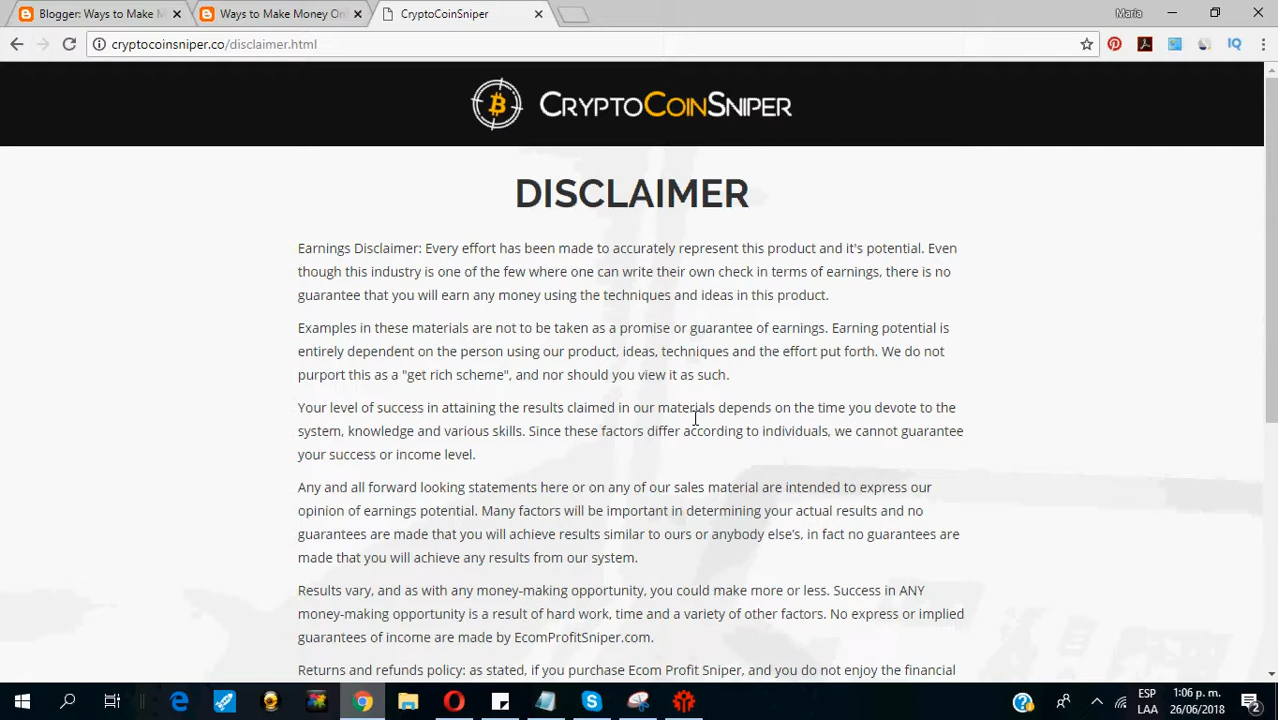 Blogger: Ways to Make M
Ways to Make Money Onl
CryptoCoinSniper
Maria
cryptocoinsniper.co/disclaimer.html
CRYPTOCOINSNIPER
DISCLAIMER
Earnings Disclaimer: Every effort has been made to accurately represent this product and it's potential. Even
though this industry is one of the few where one can write their own check in terms of earnings, there is no
guarantee that you will earn any money using the techniques and ideas in this product.
Examples in these materials are not to be taken as a promise or guarantee of earnings. Earning potential is
entirely dependent on the person using our product, ideas, techniques and the effort put forth. We do not
purport this as a "get rich scheme", and nor should you view it as such.
Your level of success in attaining the results claimed in our materials depends on the time you devote to the
system, knowledge and various skills. Since these factors differ according to individuals, we cannot guarantee
your success or income level.
Any and all forward looking statements here or on any of our sales material are intended to express our
opinion of earnings potential. Many factors will be important in determining your actual results and no
guarantees are made that you will achieve results similar to ours or anybody else's, in fact no guarantees are
made that you will achieve any results from our system.
Results vary, and as with any money-making opportunity, you could make more or less. Success in ANY
money-making opportunity is a result of hard work, time and a variety of other factors. No express or implied
guarantees of income are made by EcomProfitSniper.com.
Returns and refunds policy: as stated, if you purchase Ecom Profit Sniper, and you do not enjoy the financial
ESP
LAA
1:06 p. m.
26/06/2018
2